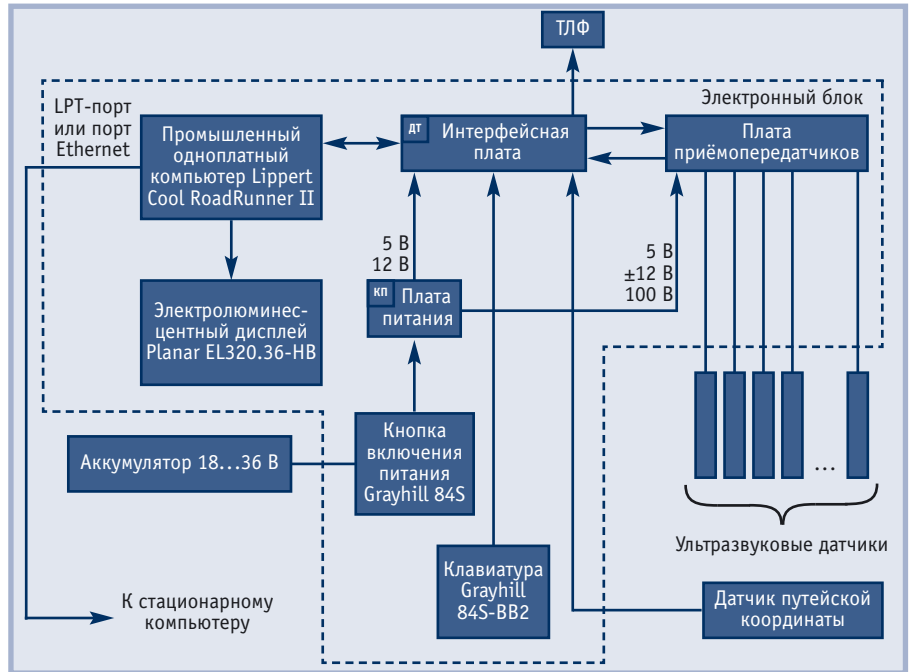 ТЛФ
LPT-порт
или порт
Ethernet
Электронный блок
Промышленный
одноплатный
компьютер Lippert
Cool RoadRunner II
ДТ
Интерфейсная
плата
Плата
приёмопередатчиков
5 В
12 В
5 В
±12 В
100 В
КП
Плата
питания
Электролюминес-
центный дисплей
Planar EL320.36-HB
Аккумулятор 18...36 В
Кнопка
включения
питания
Grayhill 84S
...
Ультразвуковые датчики
Клавиатура
Grayhill
84S-BB2
Датчик путейской
координаты
К стационарному
компьютеру